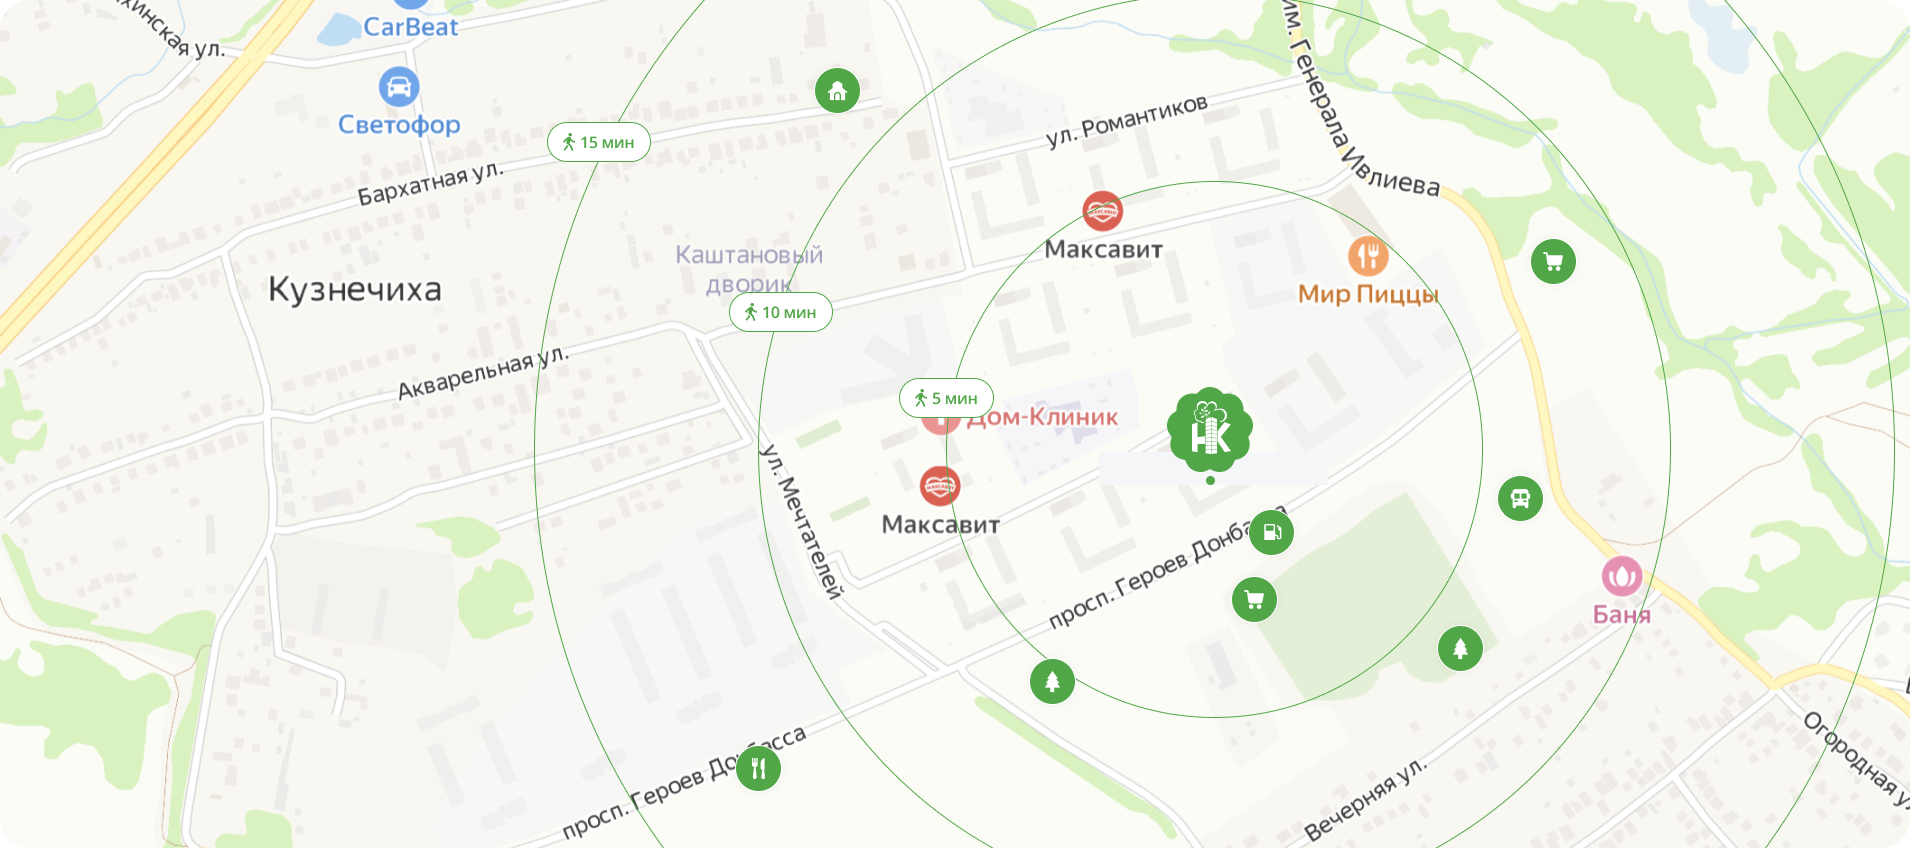 CarBeat
Светофор
Бархатная ул.
15 мин
ул. Романтиков
им. Генерала Ивлиева
Максавит
Мир Пиццы
Каштановый
дворик
Кузнечиха
10 мин
Акварельная ул.
5 мин
Дом-Клиник
НК
МАКСАВИТ
Максавит
ул. Мечтателей
просп. Героев Донбасса
Баня
просп. Героев Донбасса
Вечерняя ул.
Огородная ул.